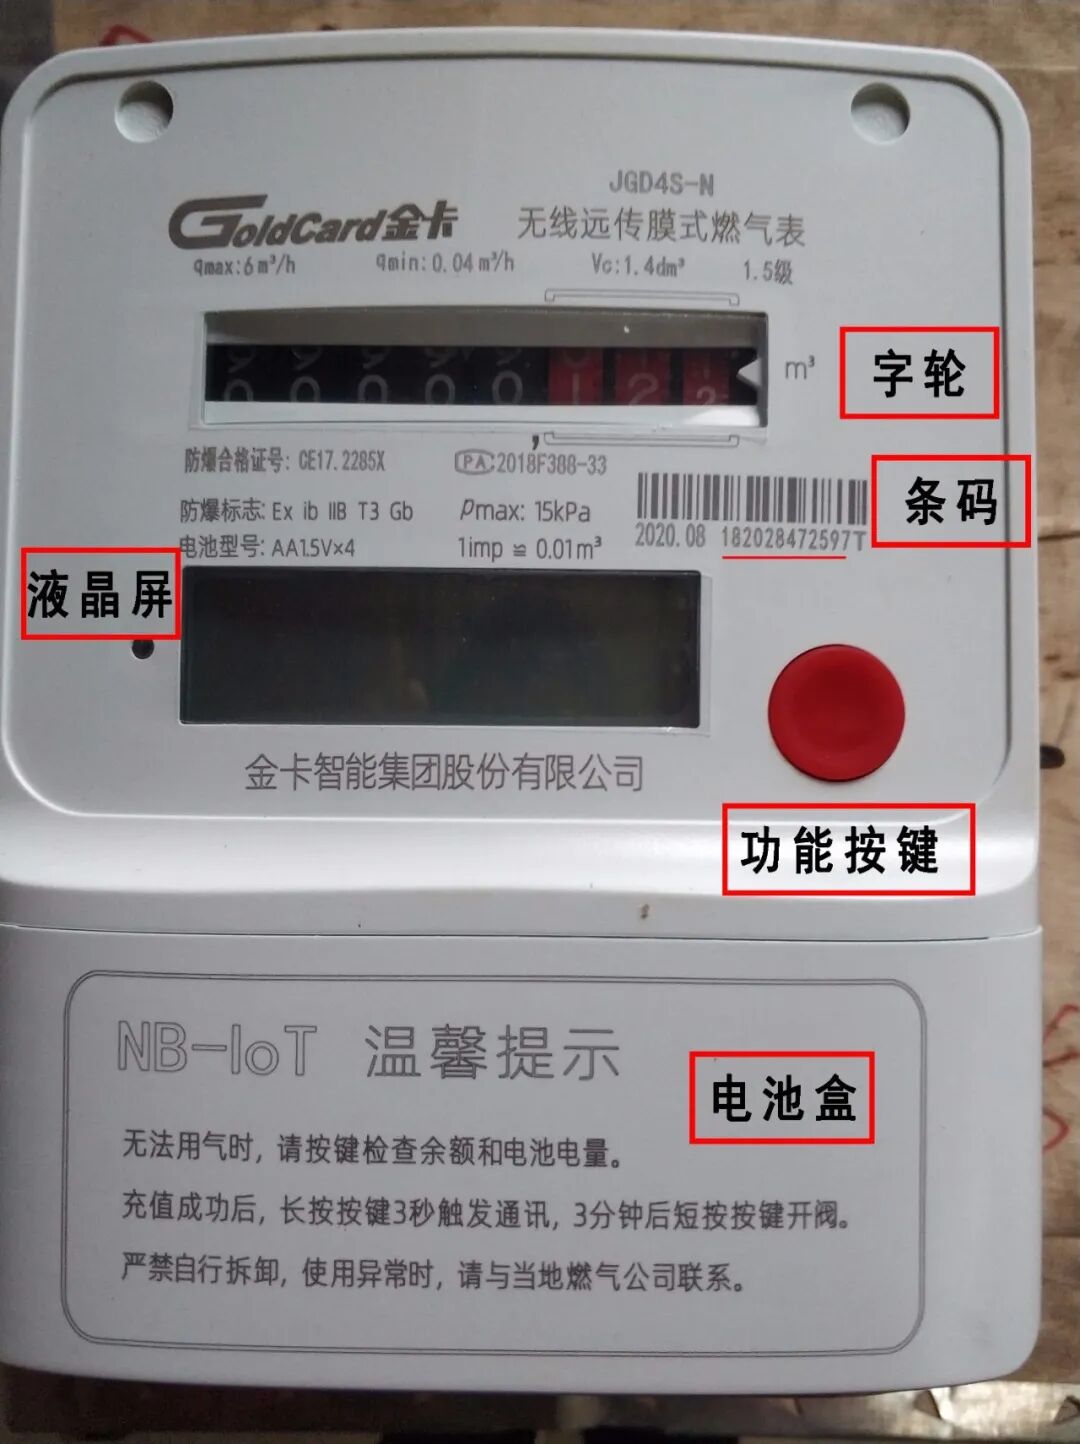 JGD4S-N
GoldCard金卡 无线远传膜式燃气表
qmax:6m³/h qmin:0.04m³/h Vc:1.4dm³ 1.5级
m³
字轮
防爆合格证号: CE17.2285X PA 2018F388-33
条码
防爆标志: Ex ib IIB T3 Gb Pmax: 15kPa
2020.08 182028472597T
电池型号: AA1.5V×4 1imp ≌ 0.01m³
液晶屏
金卡智能集团股份有限公司
功能按键
NB-IoT 温馨提示
电池盒
无法用气时, 请按键检查余额和电池电量。
充值成功后, 长按按键3秒触发通讯, 3分钟后短按按键开阀。
严禁自行拆卸, 使用异常时, 请与当地燃气公司联系。